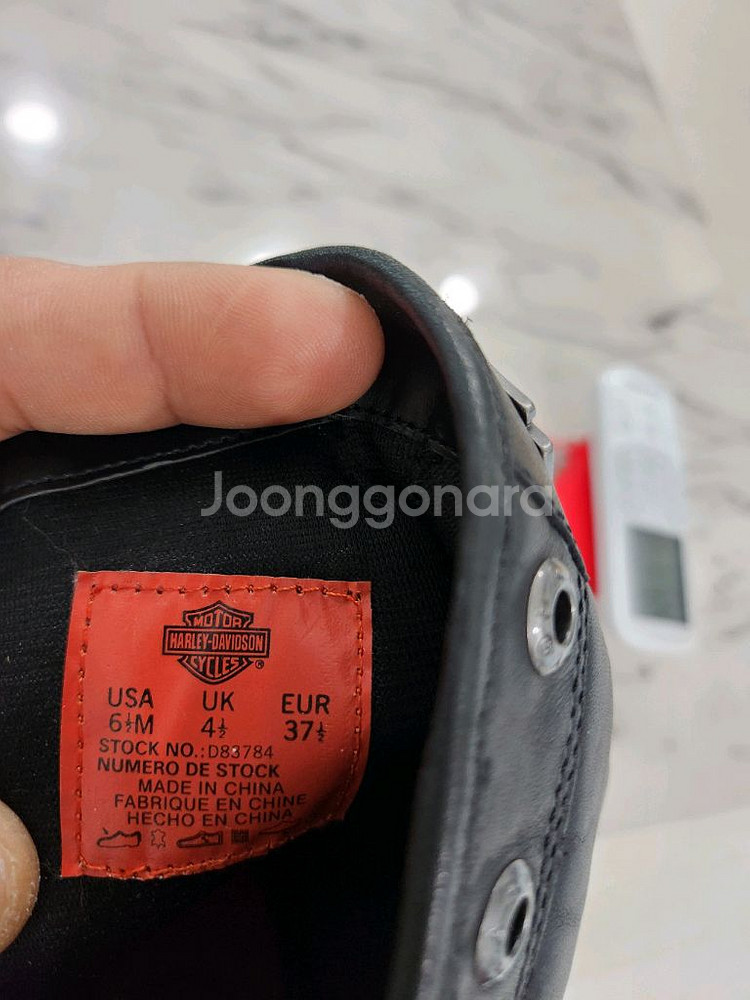 Joonggonara
MOTOR
HARLEY-DAVIDSON
CYCLES ®
USA UK EUR
6½M 4½ 37½
STOCK NO.:D83784
NUMERO DE STOCK
MADE IN CHINA
FABRIQUE EN CHINE
HECHO EN CHINA